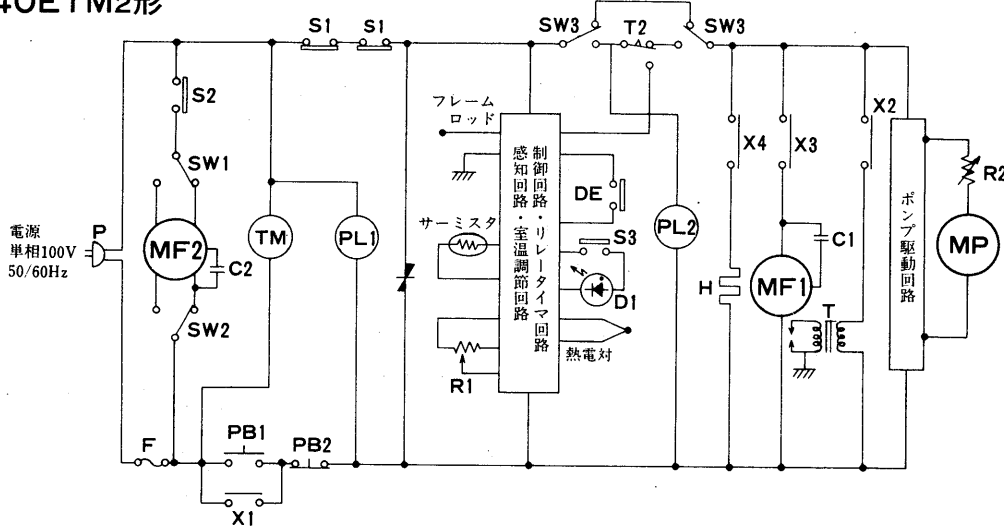 40ETM2形
S1
S1
SW3
T2
SW3
S2
フレーム
ロッド
X2
X4
X3
SW1
DE
R2
サーミスタ
S3
電源
単相100V
50/60Hz
P
MF2
C2
TM
PL1
感知回路・室温調節回路
制御回路・リレータイマ回路
PL2
C1
ポンプ駆動回路
MP
D1
H
MF1
SW2
T
R1
熱電対
F
PB1
PB2
X1